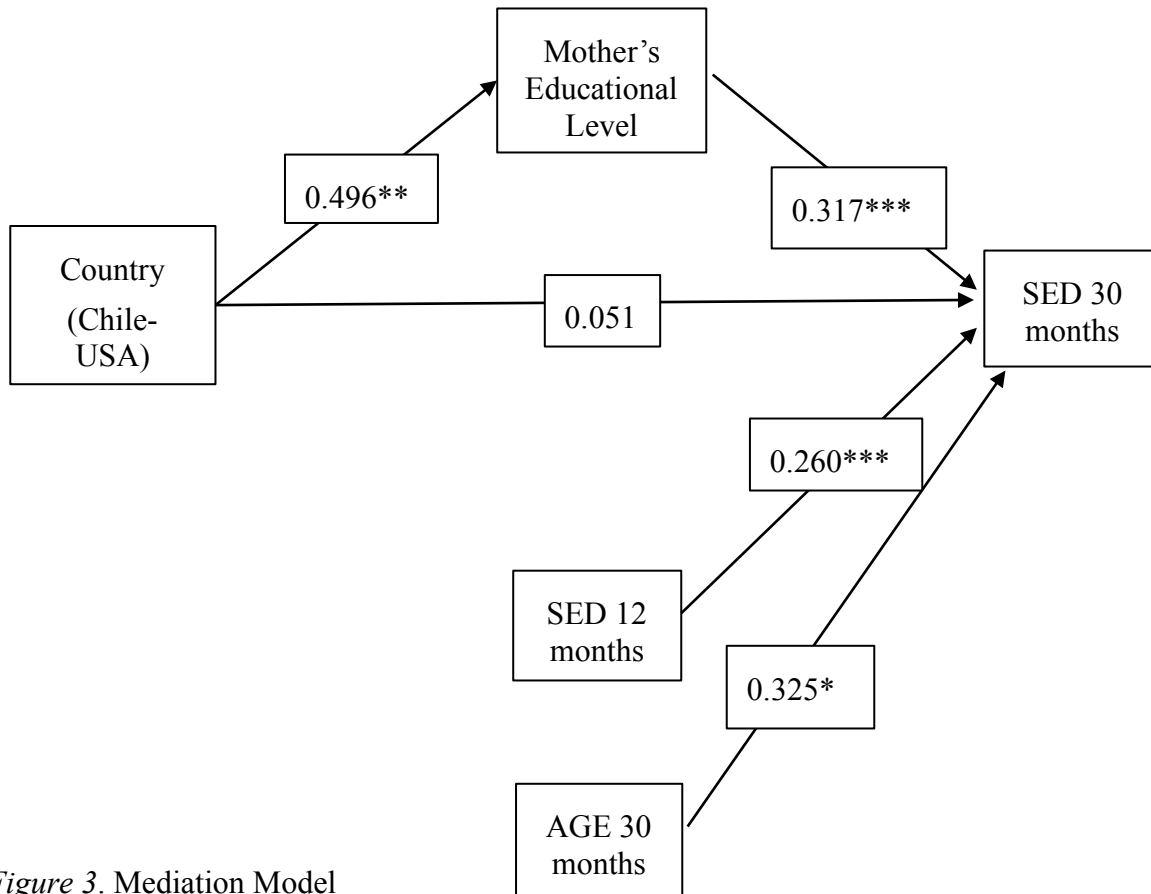 Mother’s
Educational
Level
0.496**
0.317***
Country
(Chile-
USA)
0.051
SED 30
months
0.260***
SED 12
months
0.325*
AGE 30
months
igure 3. Mediation Model